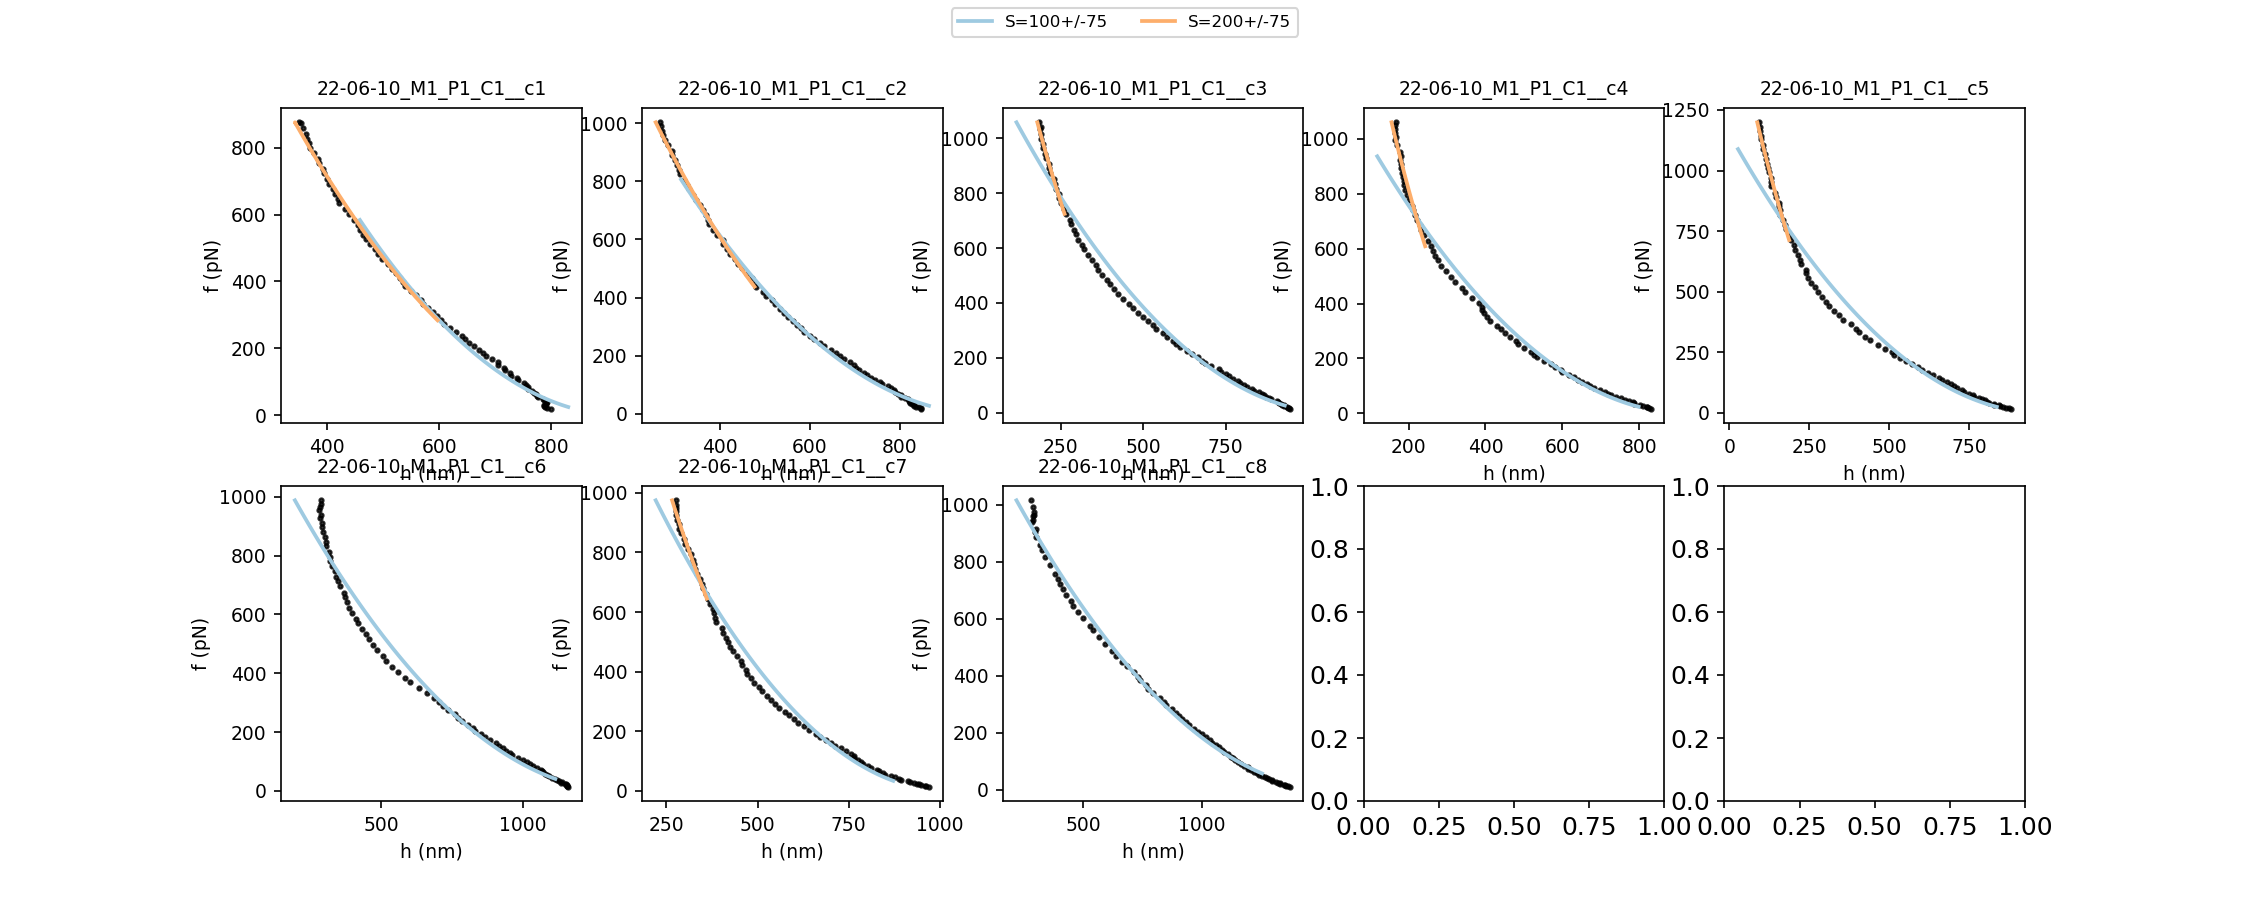 S=100+/-75 S=200+/-75
22-06-10_M1_P1_C1__c1
800
600
400
200
0
f (pN)
400 600 800
h (nm)
22-06-10_M1_P1_C1__c2
1000
800
600
400
200
0
f (pN)
400 600 800
h (nm)
22-06-10_M1_P1_C1__c3
1000
800
600
400
200
0
f (pN)
250 500 750
h (nm)
22-06-10_M1_P1_C1__c4
1000
800
600
400
200
0
f (pN)
200 400 600 800
h (nm)
22-06-10_M1_P1_C1__c5
1250
1000
750
500
250
0
f (pN)
0 250 500 750
h (nm)
22-06-10_M1_P1_C1__c6
1000
800
600
400
200
0
f (pN)
500 1000
h (nm)
22-06-10_M1_P1_C1__c7
1000
800
600
400
200
0
f (pN)
250 500 750 1000
h (nm)
22-06-10_M1_P1_C1__c8
1000
800
600
400
200
0
f (pN)
500 1000
h (nm)
1.0
0.8
0.6
0.4
0.2
0.0
0.00 0.25 0.50 0.75 1.00
1.0
0.8
0.6
0.4
0.2
0.0
0.00 0.25 0.50 0.75 1.00